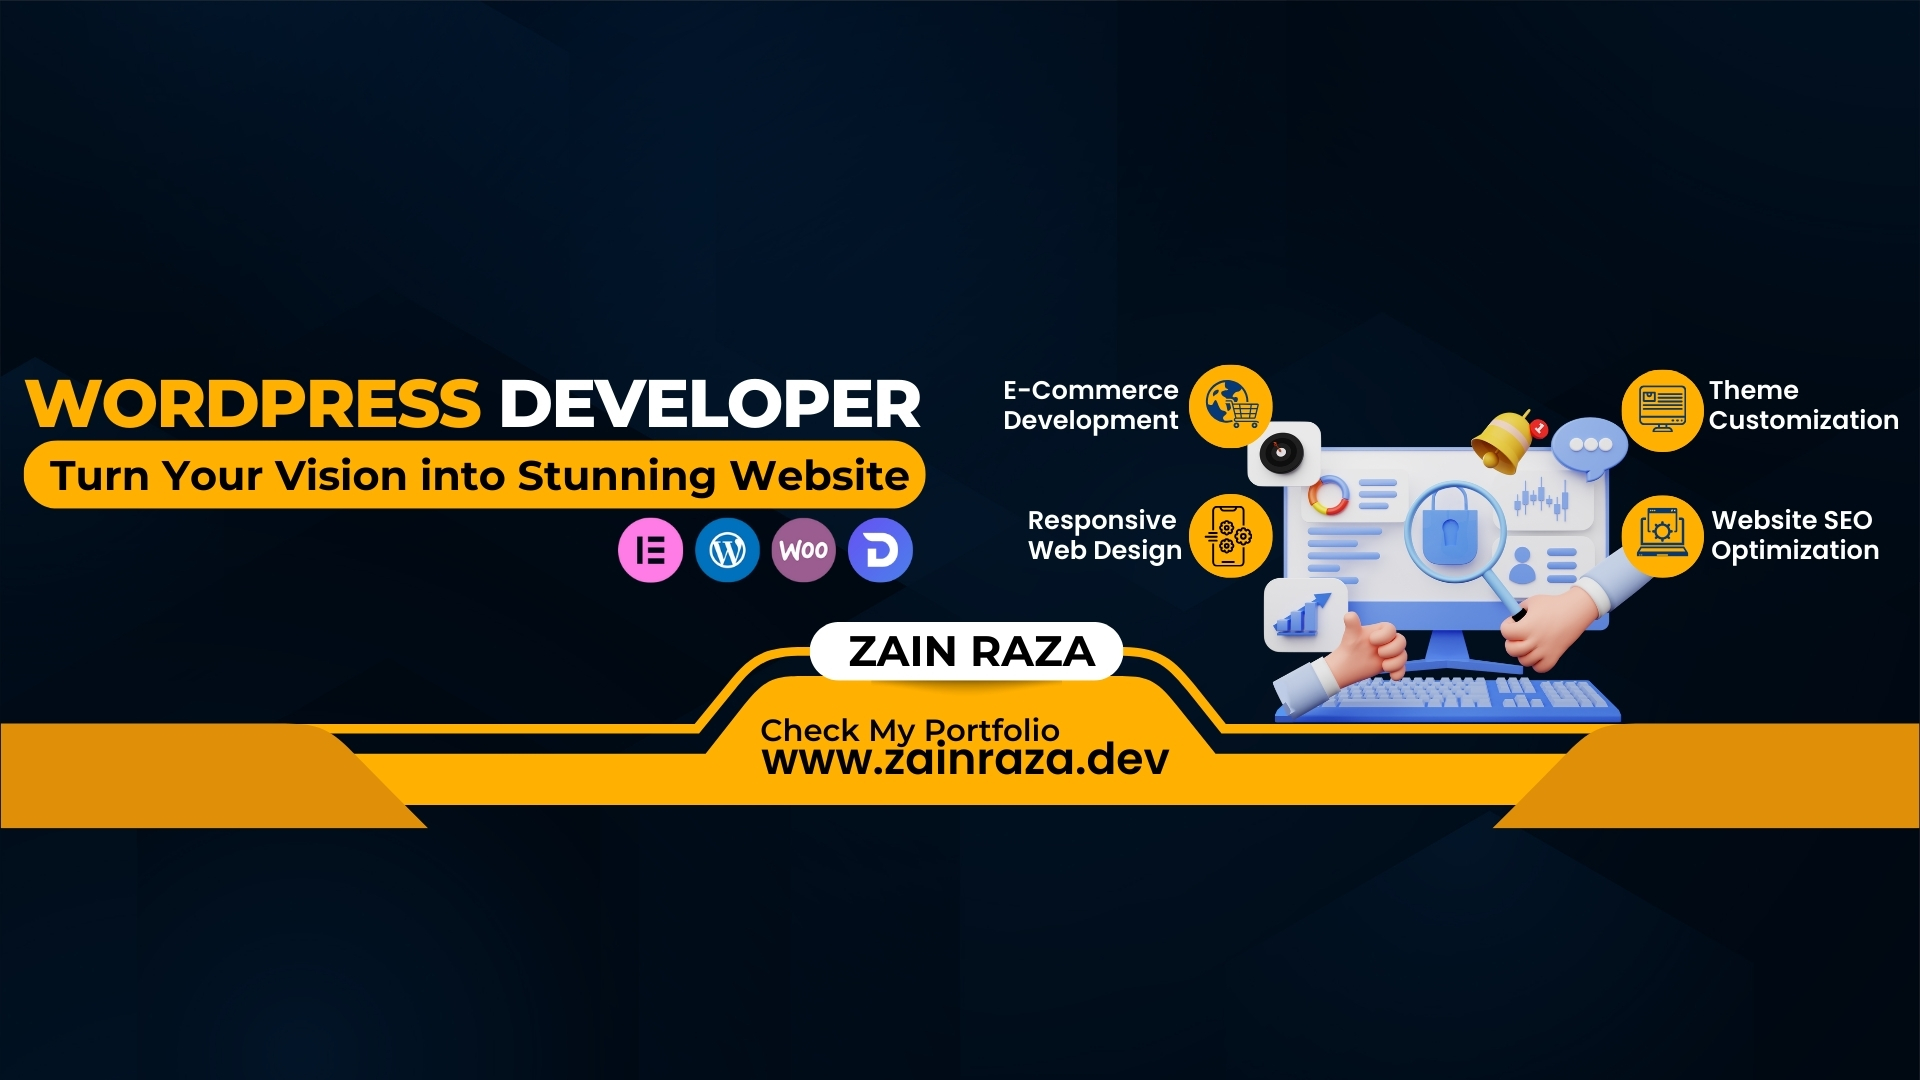 WORDPRESS DEVELOPER
Turn Your Vision into Stunning Website
WOO
E-Commerce
Development
Responsive
Web Design
1
Theme
Customization
Website SEO
Optimization
ZAIN RAZA
Check My Portfolio
www.zainraza.dev